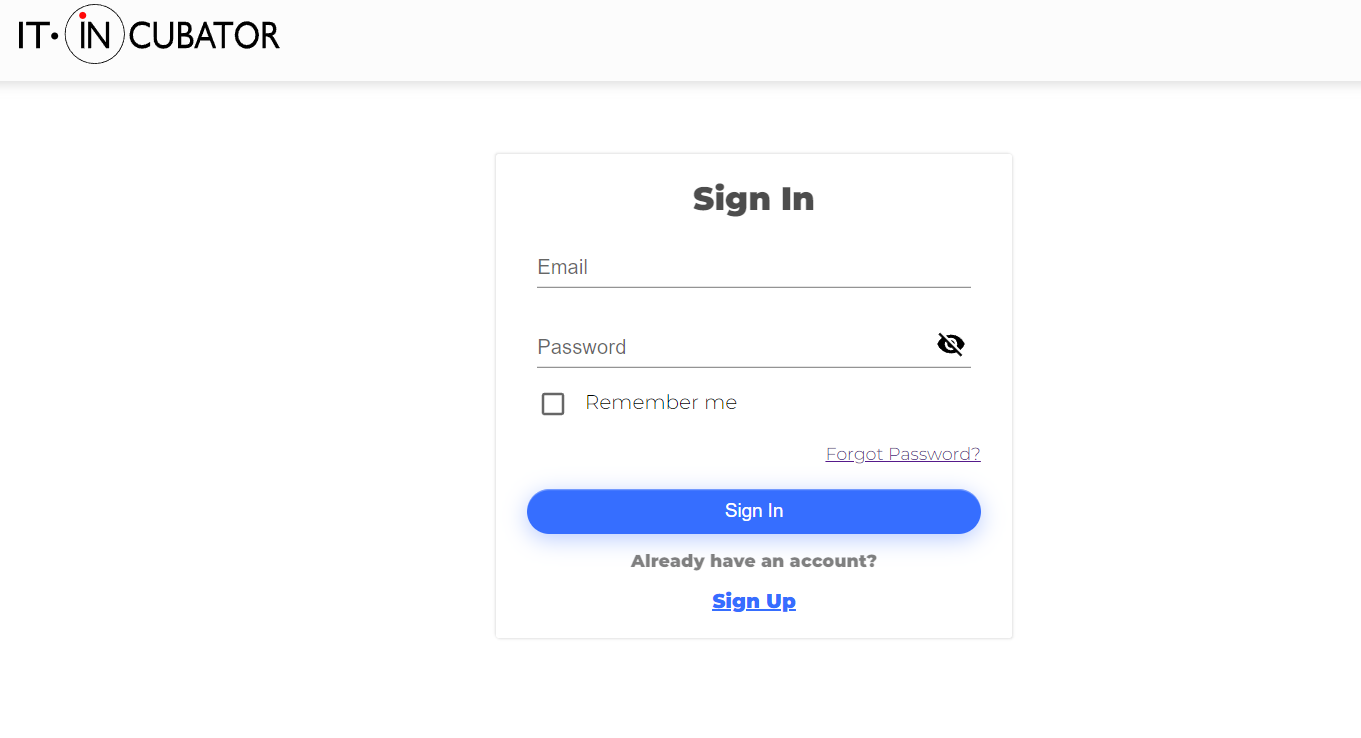 IT·INCUBATOR
Sign In
Email
Password
Remember me
Forgot Password?
Sign In
Already have an account?
Sign Up